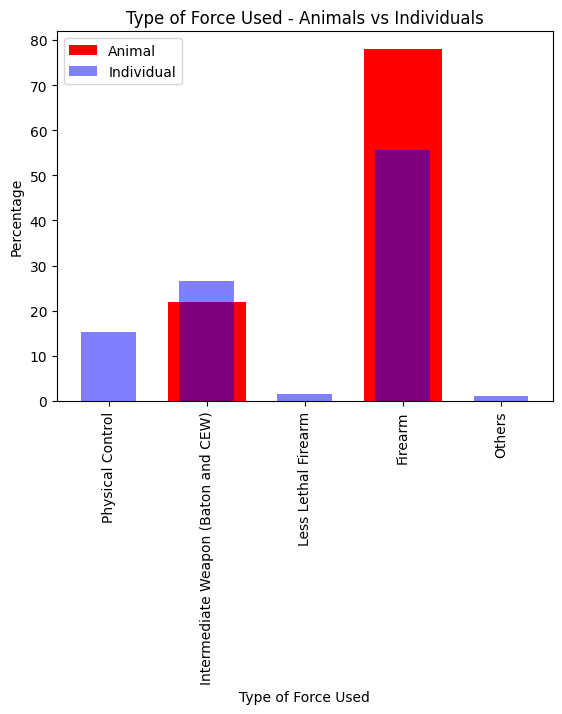 Type of Force Used - Animals vs Individuals
Animal
Individual
Percentage
80
70
60
50
40
30
20
10
0
Physical Control
Intermediate Weapon (Baton and CEW)
Less Lethal Firearm
Firearm
Others
Type of Force Used